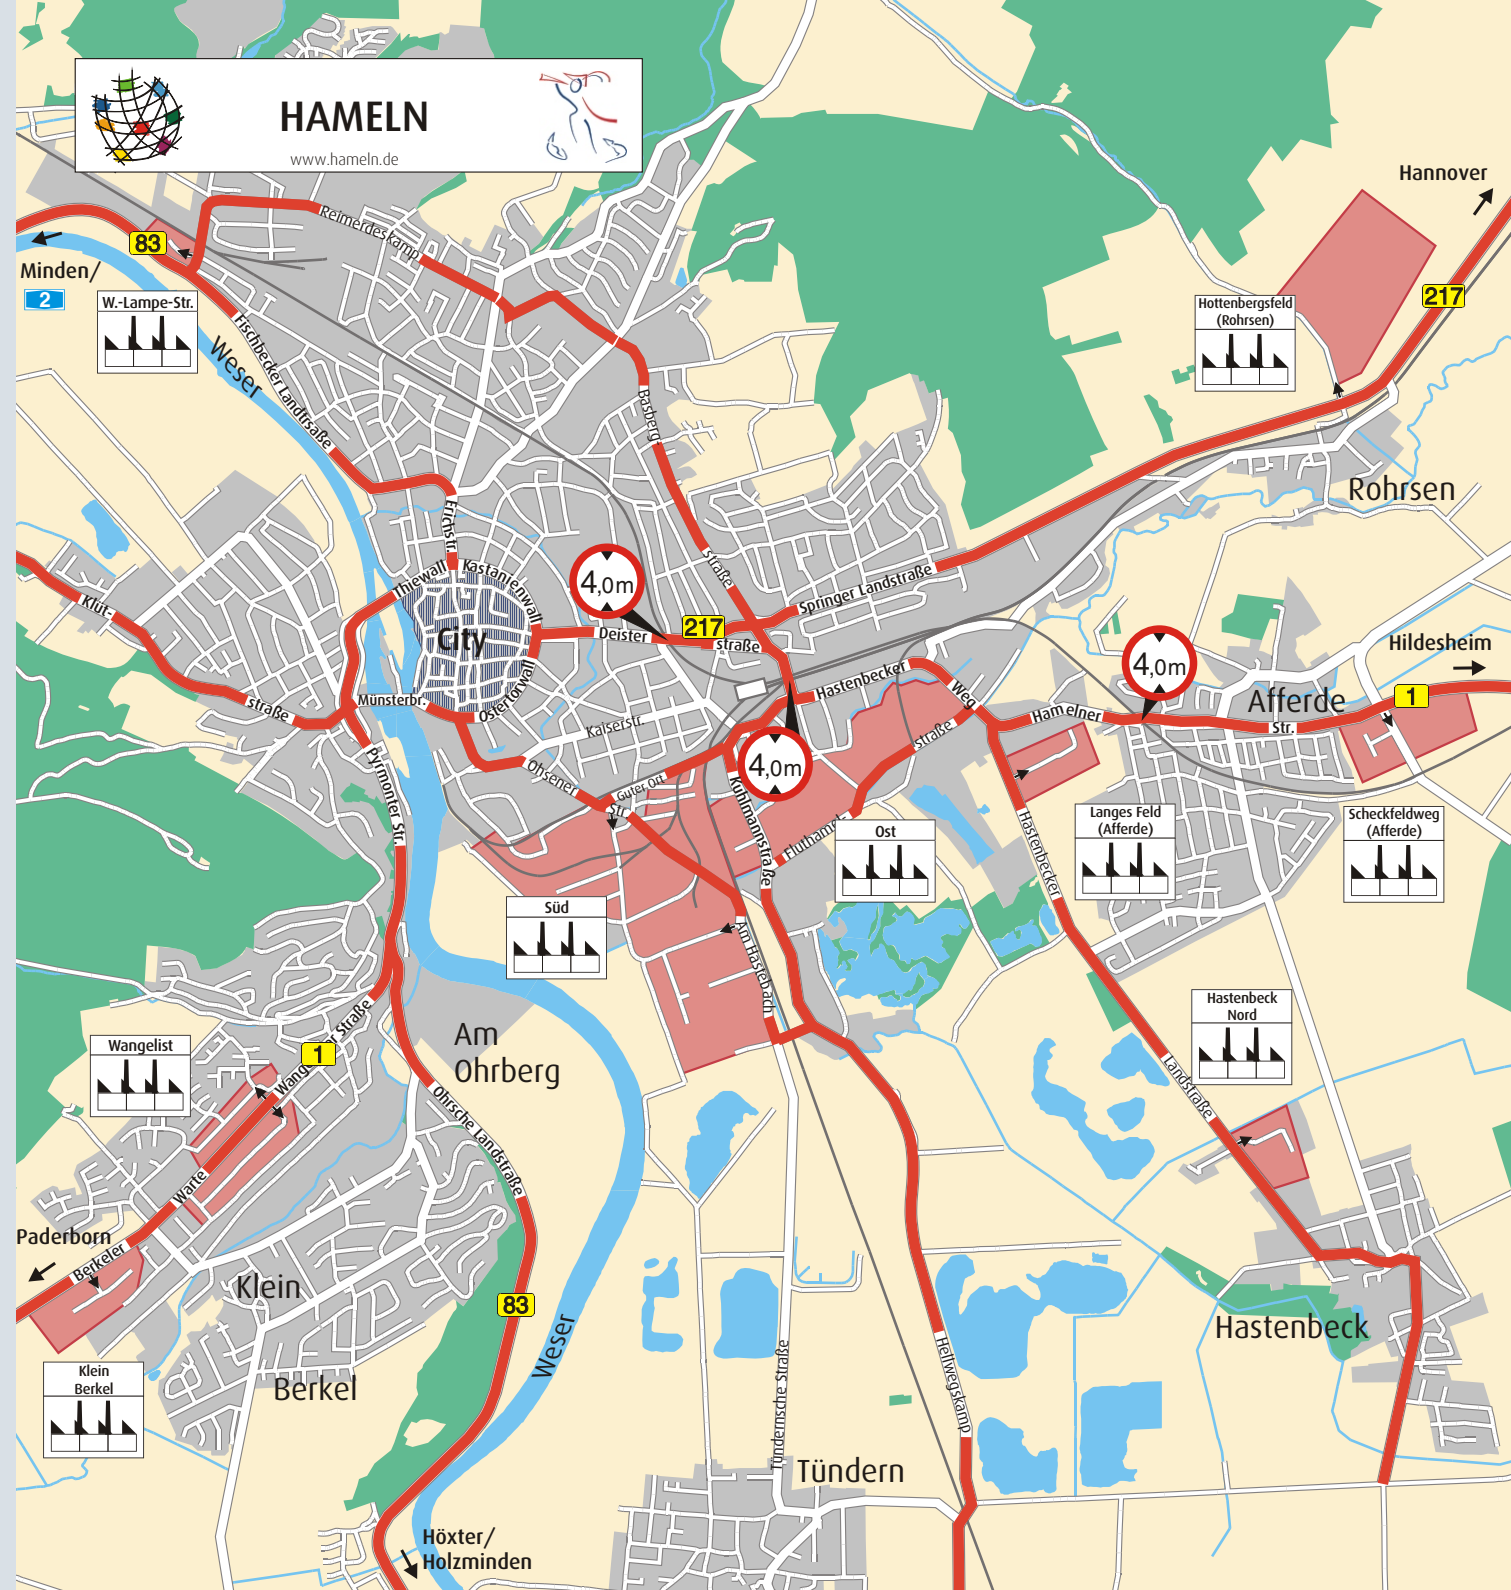 HAMELN
www.hameln.de
Hannover
83
Minden/
2
W.-Lampe-Str.
Reimerdeskamp
217
Hottenbergsfeld
(Rohrsen)
Weser
Fischbecker Landtrsaße
Basberg
straße
Rohrsen
Erichstr.
Thiewall
Kastanienwall
4,0m
Klüt-
straße
City
Deister
straße
217
Springer Landstraße
Hildesheim
4,0m
Afferde
1
Münsterbr.
Ostertorwall
Kaiserstr.
Hastenbecker
Weg
Hamelner
Str.
straße
4,0m
Pyrmonter Str.
Ohsener
Str.
Guter Ort
Kuhlmannstraße
Fluthamel-
Ost
Hastenbecker
Langes Feld
(Afferde)
Scheckfeldweg
(Afferde)
Süd
Am Hastebach
Hastenbeck
Nord
Am
Ohrberg
Wangelist
1
Landstraße
Ohrsche Landstraße
Warte
Paderborn
Berkeler
Klein
Berkel
83
Weser
Hastenbeck
Klein
Berkel
Tündernsche Straße
Hellwegskamp
Tündern
Höxter/
Holzminden